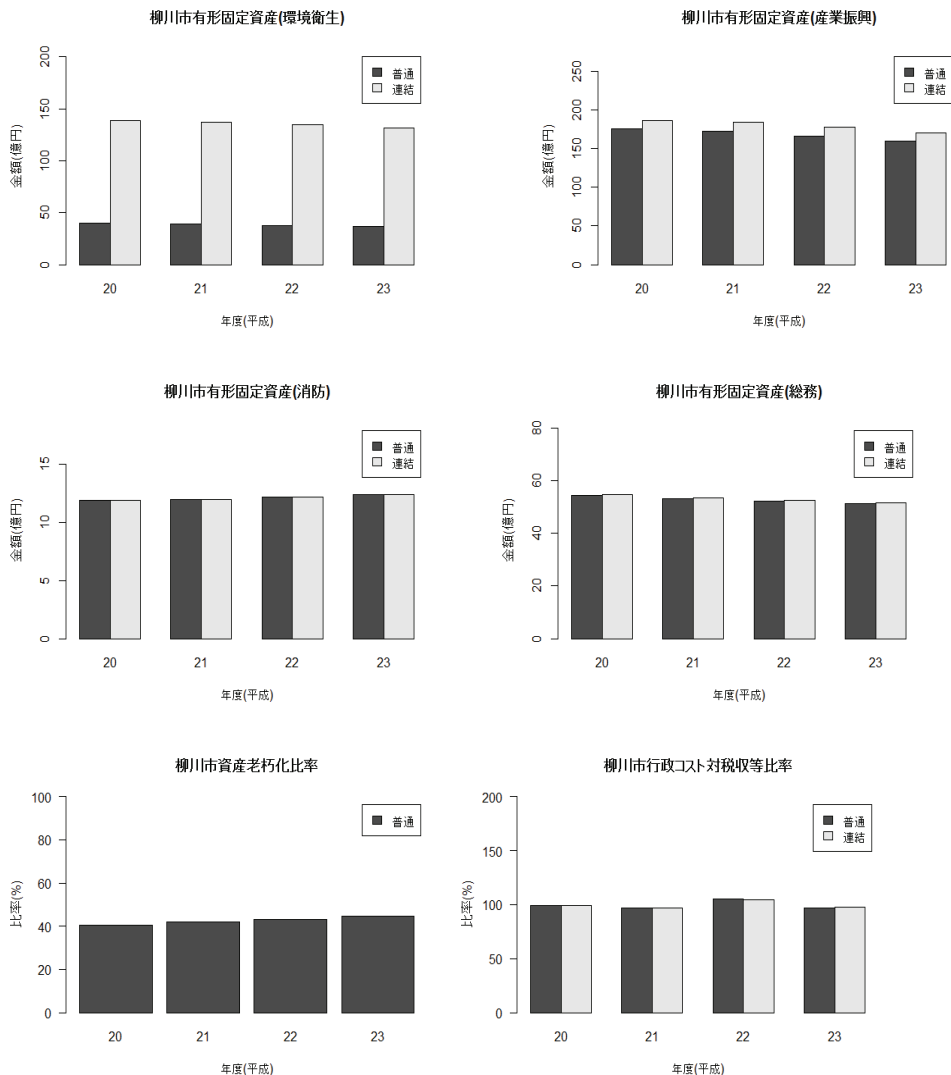 柳川市有形固定資産(環境衛生)
普通
連結
金額(億円)
200
150
100
50
0
20 21 22 23
年度(平成)
柳川市有形固定資産(産業振興)
普通
連結
金額(億円)
250
200
150
100
50
0
20 21 22 23
年度(平成)
柳川市有形固定資産(消防)
普通
連結
金額(億円)
15
10
5
0
20 21 22 23
年度(平成)
柳川市有形固定資産(総務)
普通
連結
金額(億円)
80
60
40
20
0
20 21 22 23
年度(平成)
柳川市資産老朽化比率
普通
比率(%)
100
80
60
40
20
0
20 21 22 23
年度(平成)
柳川市行政コスト対税収等比率
普通
連結
比率(%)
200
150
100
50
0
20 21 22 23
年度(平成)